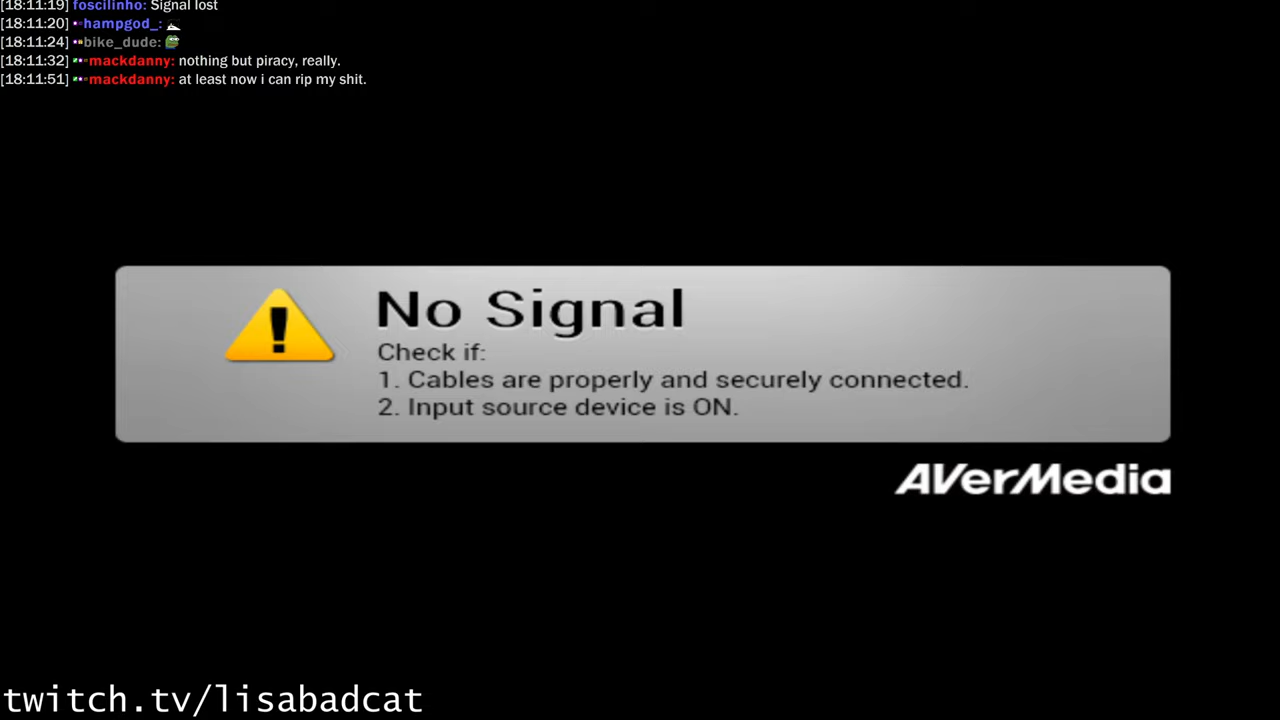 [18:11:19] foscilinho: Signal lost
[18:11:20] hampgod_:
[18:11:24] bike_dude:
[18:11:32] mackdanny: nothing but piracy, really.
[18:11:51] mackdanny: at least now i can rip my shit.
No Signal
Check if:
1. Cables are properly and securely connected.
2. Input source device is ON.
AVerMedia
twitch.tv/lisabadcat